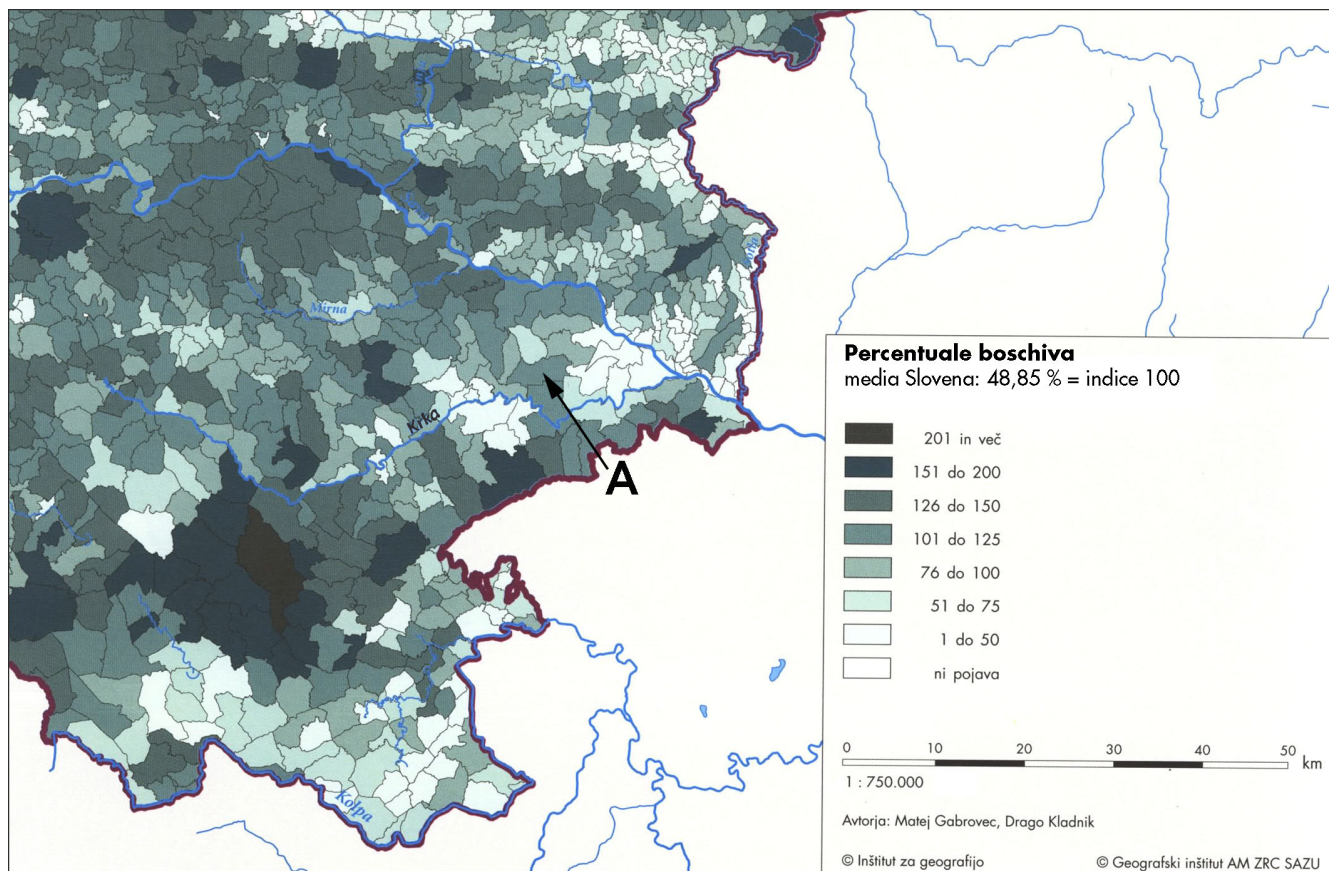 Mirna
Krka
A
Kolpa
Percentuale boschiva
media Slovena: 48,85 % = indice 100
201 in več
151 do 200
126 do 150
101 do 125
76 do 100
51 do 75
1 do 50
ni pojava
0 10 20 30 40 50 km
1 : 750.000
Avtorja: Matej Gabrovec, Drago Kladnik
© Inštitut za geografijo
© Geografski inštitut AM ZRC SAZU